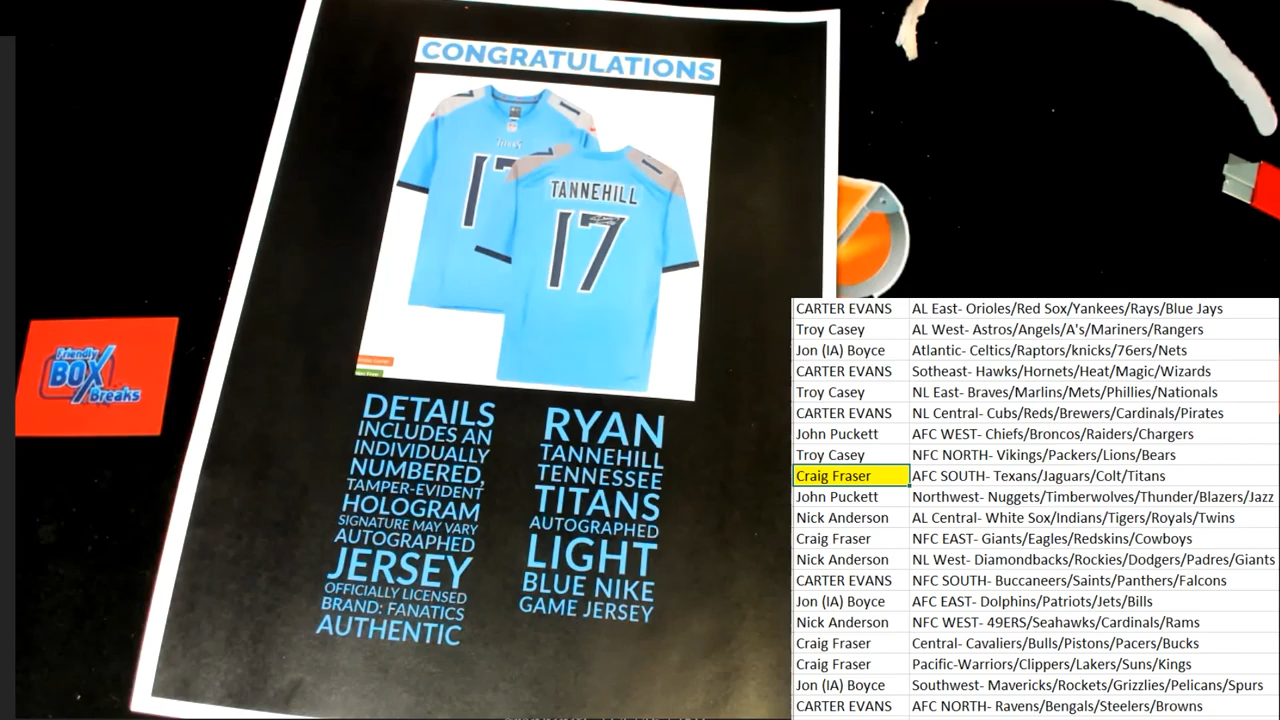 CONGRATULATIONS
Titans
17
TANNEHILL
17
DETAILS
INCLUDES AN
INDIVIDUALLY
NUMBERED,
TAMPER-EVIDENT
HOLOGRAM
SIGNATURE MAY VARY
AUTOGRAPHED
JERSEY
OFFICIALLY LICENSED
BRAND: FANATICS
AUTHENTIC
RYAN
TANNEHILL
TENNESSEE
TITANS
AUTOGRAPHED
LIGHT
BLUE NIKE
GAME JERSEY
Friendly
BOX
Breaks
CARTER EVANS AL East- Orioles/Red Sox/Yankees/Rays/Blue Jays
Troy Casey AL West- Astros/Angels/A's/Mariners/Rangers
Jon (IA) Boyce Atlantic- Celtics/Raptors/knicks/76ers/Nets
CARTER EVANS Sotheast- Hawks/Hornets/Heat/Magic/Wizards
Troy Casey NL East- Braves/Marlins/Mets/Phillies/Nationals
CARTER EVANS NL Central- Cubs/Reds/Brewers/Cardinals/Pirates
John Puckett AFC WEST- Chiefs/Broncos/Raiders/Chargers
Troy Casey NFC NORTH- Vikings/Packers/Lions/Bears
Craig Fraser AFC SOUTH- Texans/Jaguars/Colt/Titans
John Puckett Northwest- Nuggets/Timberwolves/Thunder/Blazers/Jazz
Nick Anderson AL Central- White Sox/Indians/Tigers/Royals/Twins
Craig Fraser NFC EAST- Giants/Eagles/Redskins/Cowboys
Nick Anderson NL West- Diamondbacks/Rockies/Dodgers/Padres/Giants
CARTER EVANS NFC SOUTH- Buccaneers/Saints/Panthers/Falcons
Jon (IA) Boyce AFC EAST- Dolphins/Patriots/Jets/Bills
Nick Anderson NFC WEST- 49ERS/Seahawks/Cardinals/Rams
Craig Fraser Central- Cavaliers/Bulls/Pistons/Pacers/Bucks
Craig Fraser Pacific-Warriors/Clippers/Lakers/Suns/Kings
Jon (IA) Boyce Southwest- Mavericks/Rockets/Grizzlies/Pelicans/Spurs
CARTER EVANS AFC NORTH- Ravens/Bengals/Steelers/Browns